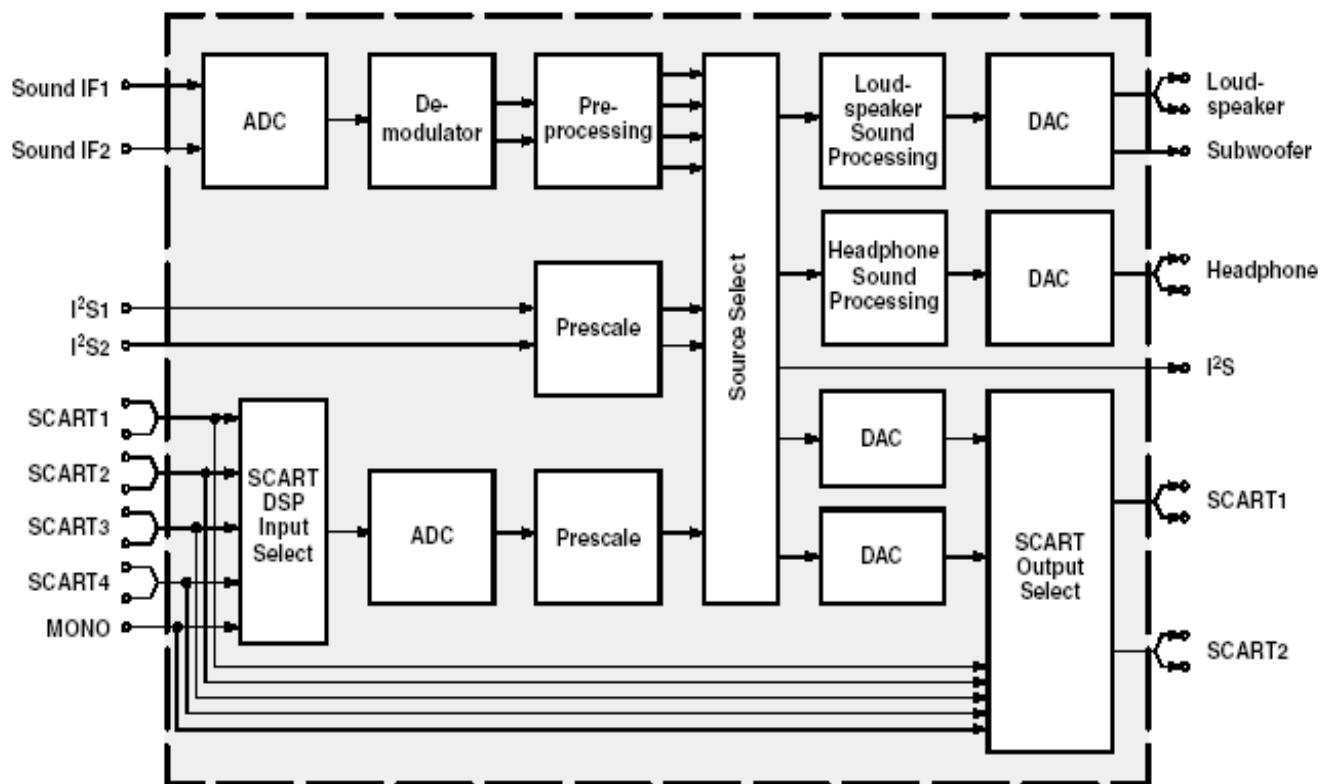 Sound IF1
Sound IF2
ADC
De-
modulator
Pre-
processing
Source Select
Loud-
speaker
Sound
Processing
DAC
Loud-
speaker
Subwoofer
Headphone
Sound
Processing
DAC
Headphone
I²S1
I²S2
Prescale
I²S
SCART1
SCART2
SCART3
SCART4
MONO
SCART
DSP
Input
Select
ADC
Prescale
DAC
DAC
SCART
Output
Select
SCART1
SCART2